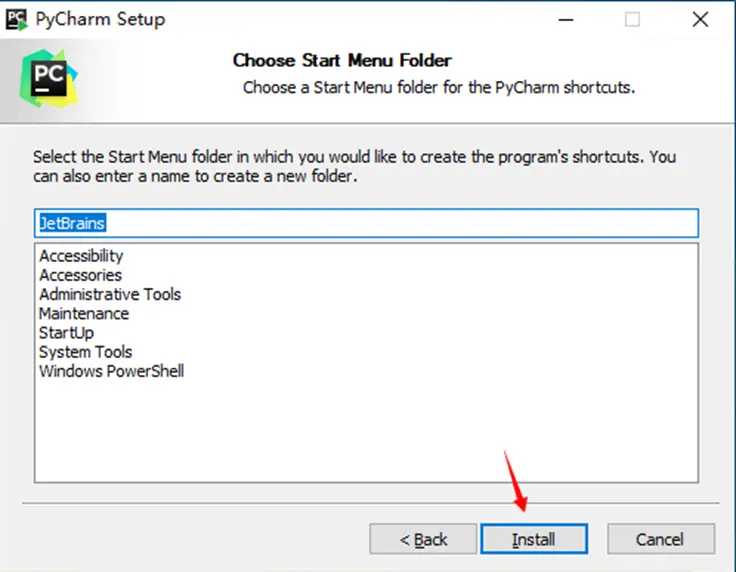 PC PyCharm Setup
PC
Choose Start Menu Folder
Choose a Start Menu folder for the PyCharm shortcuts.
Select the Start Menu folder in which you would like to create the program's shortcuts. You
can also enter a name to create a new folder.
JetBrains
Accessibility
Accessories
Administrative Tools
Maintenance
StartUp
System Tools
Windows PowerShell
< Back
Install
Cancel